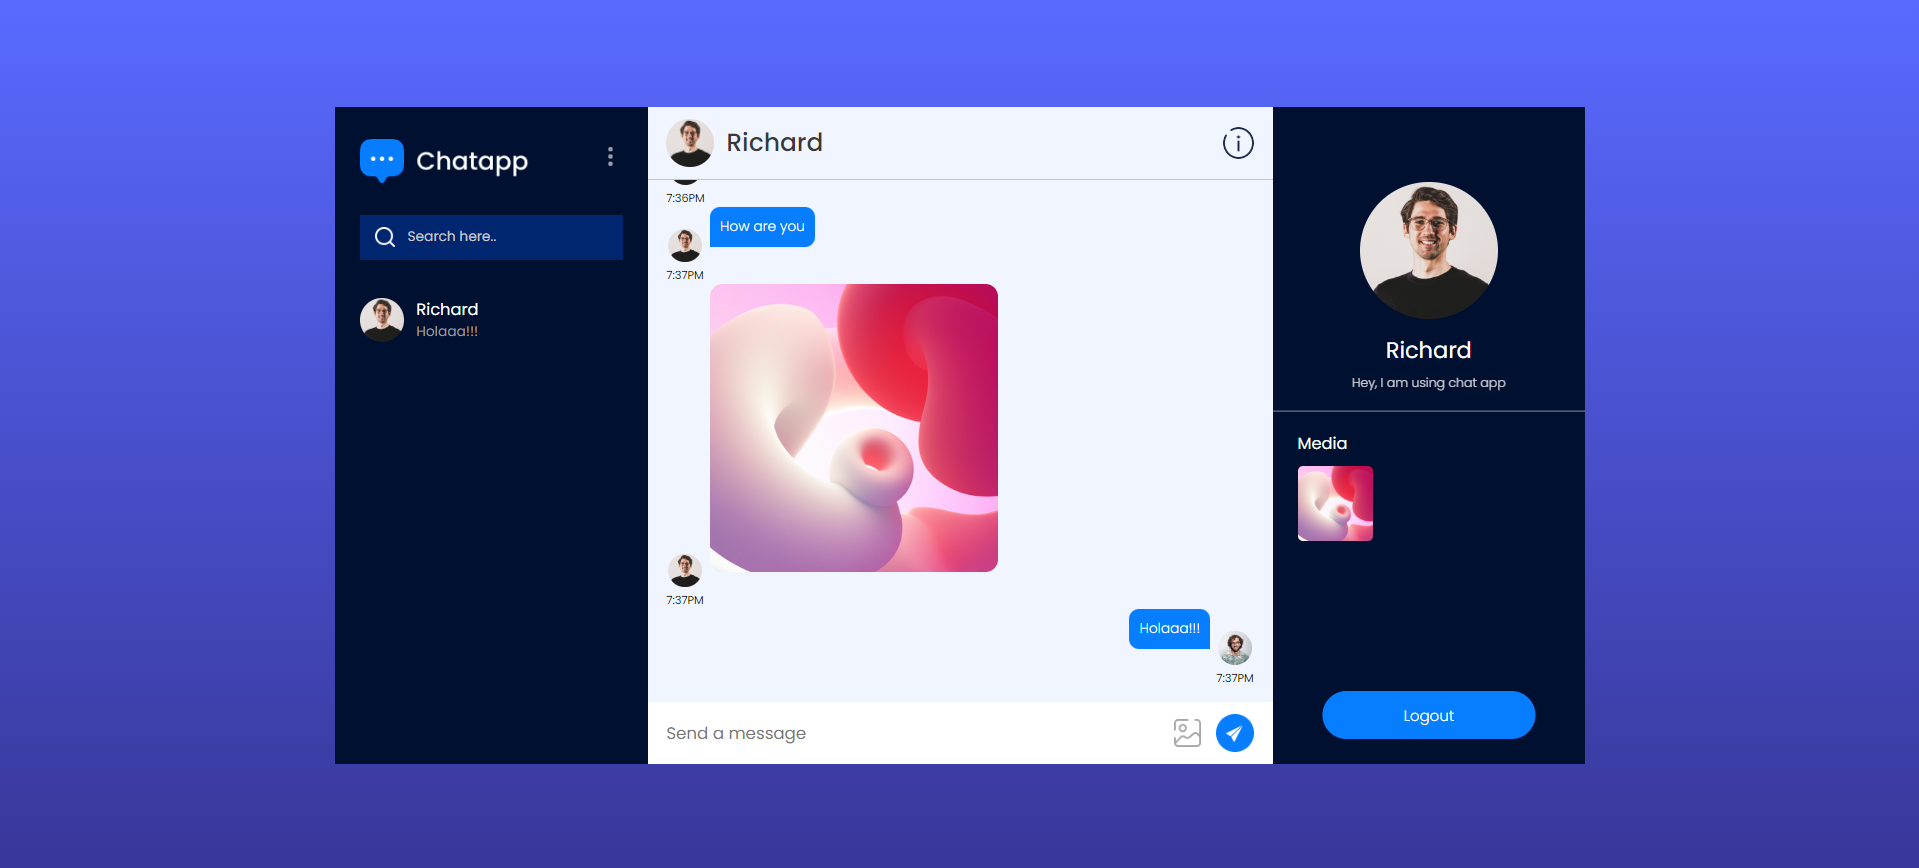 Chatapp
Search here..
Richard
Holaaa!!!
Richard
7:36PM
How are you
7:37PM
7:37PM
Holaaa!!!
7:37PM
Send a message
Richard
Hey, I am using chat app
Media
Logout